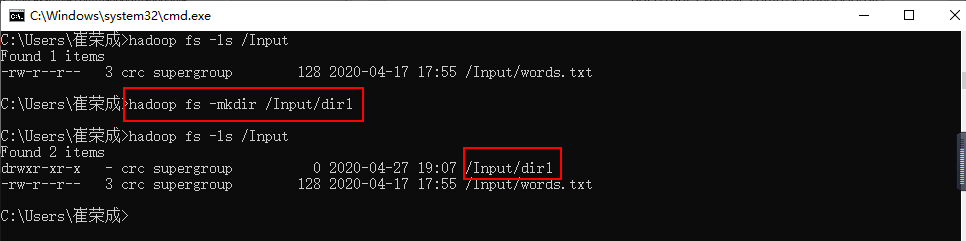 C:\Windows\system32\cmd.exe
C:\Users\崔荣成>hadoop fs -ls /Input
Found 1 items
-rw-r--r--   3 crc supergroup        128 2020-04-17 17:55 /Input/words.txt
C:\Users\崔荣成>hadoop fs -mkdir /Input/dir1
C:\Users\崔荣成>hadoop fs -ls /Input
Found 2 items
drwxr-xr-x   - crc supergroup          0 2020-04-27 19:07 /Input/dir1
-rw-r--r--   3 crc supergroup        128 2020-04-17 17:55 /Input/words.txt
C:\Users\崔荣成>